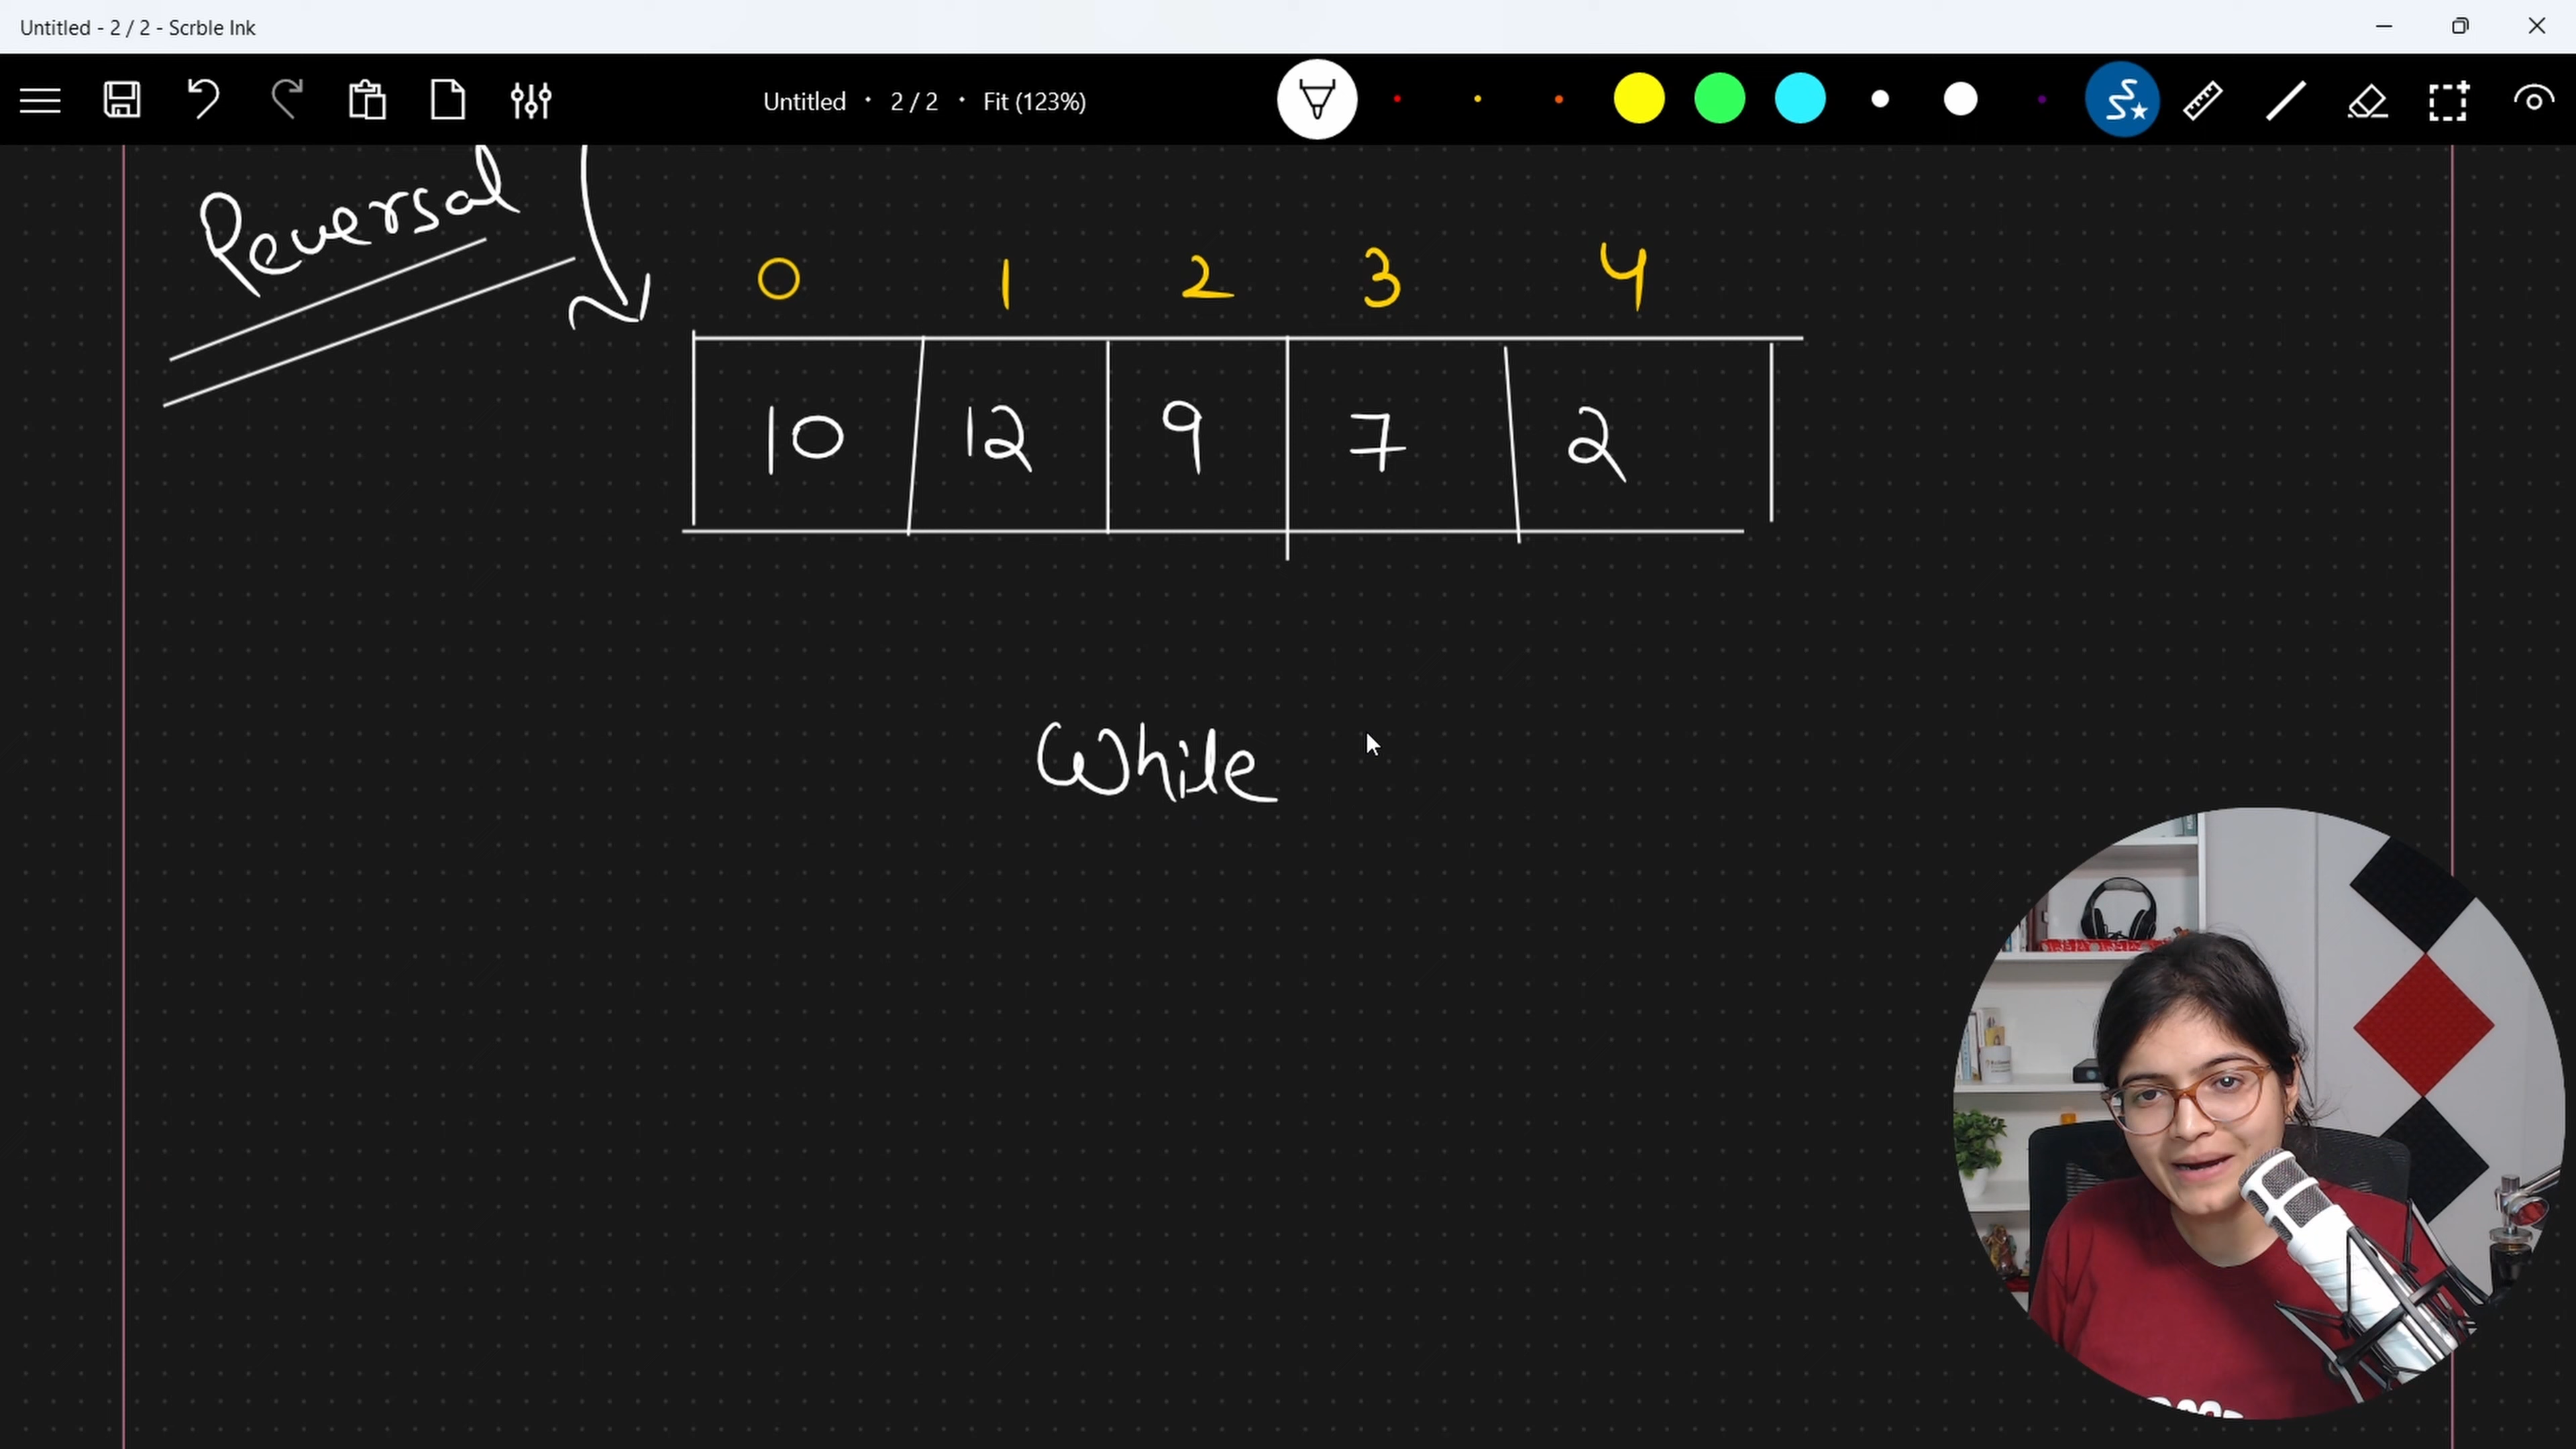 Untitled - 2 / 2 - Scrble Ink
Untitled • 2 / 2 • Fit (123%)
Reversal
0 1 2 3 4
10 12 9 7 2
While